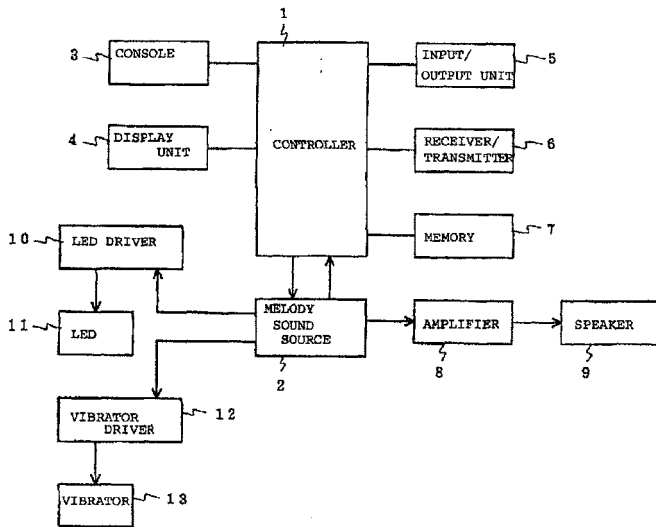 1
3
CONSOLE
INPUT/
OUTPUT UNIT
5
4
DISPLAY
UNIT
CONTROLLER
RECEIVER/
TRANSMITTER
6
10
LED DRIVER
MEMORY
7
11
LED
MELODY
SOUND
SOURCE
2
AMPLIFIER
8
SPEAKER
9
VIBRATOR
DRIVER
12
VIBRATOR
13